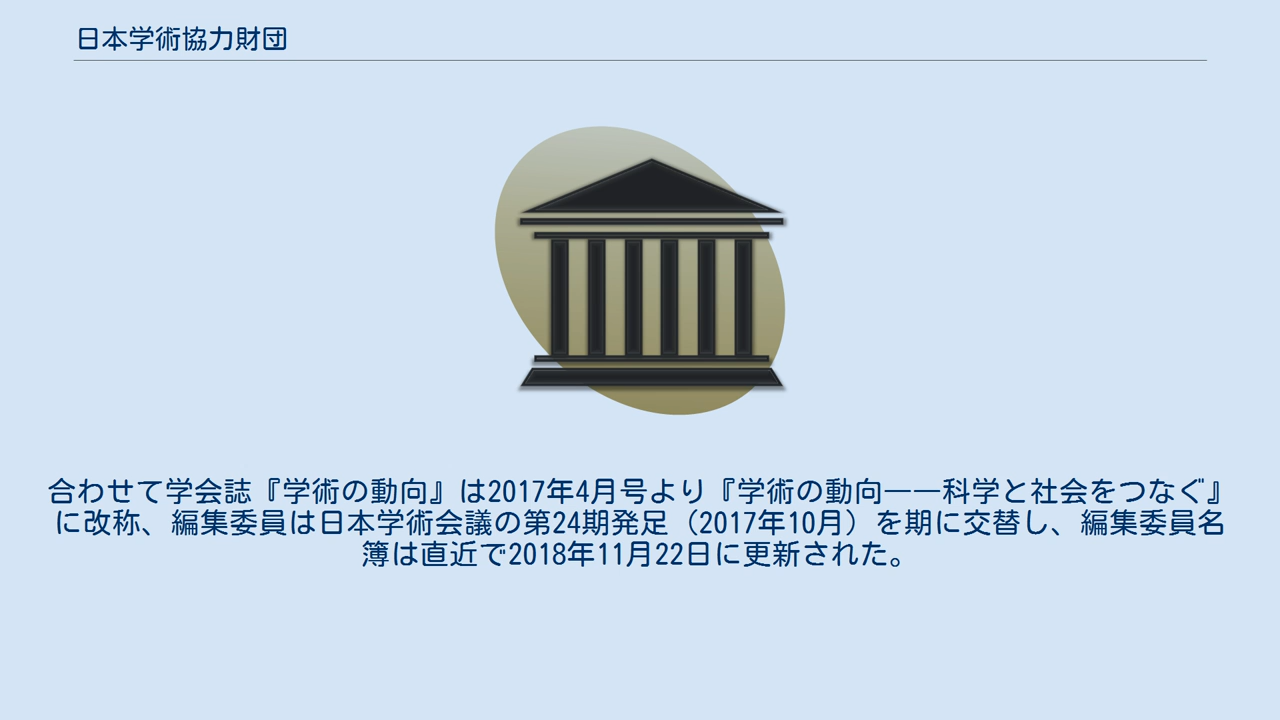 日本学術協力財団
合わせて学会誌『学術の動向』は2017年4月号より『学術の動向――科学と社会をつなぐ』
に改称、編集委員は日本学術会議の第24期発足（2017年10月）を期に交替し、編集委員名
簿は直近で2018年11月22日に更新された。